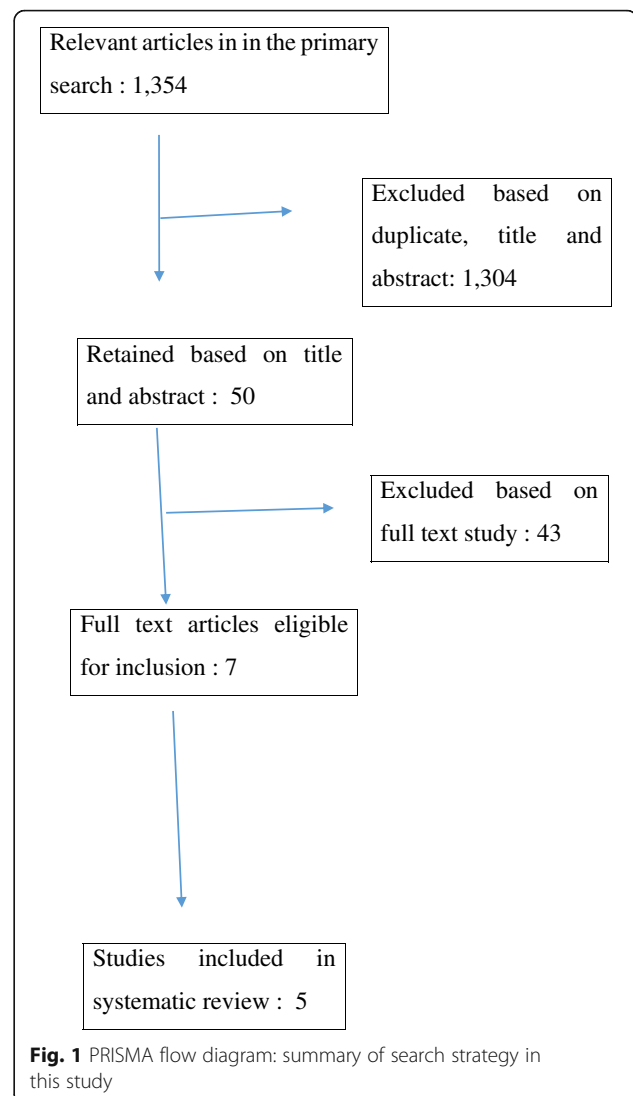 Relevant articles in in the primary
search : 1,354
Excluded based on
duplicate, title and
abstract: 1,304
Retained based on title
and abstract : 50
Excluded based on
full text study : 43
Full text articles eligible
for inclusion : 7
Studies included in
systematic review : 5
Fig. 1 PRISMA flow diagram: summary of search strategy in
this study